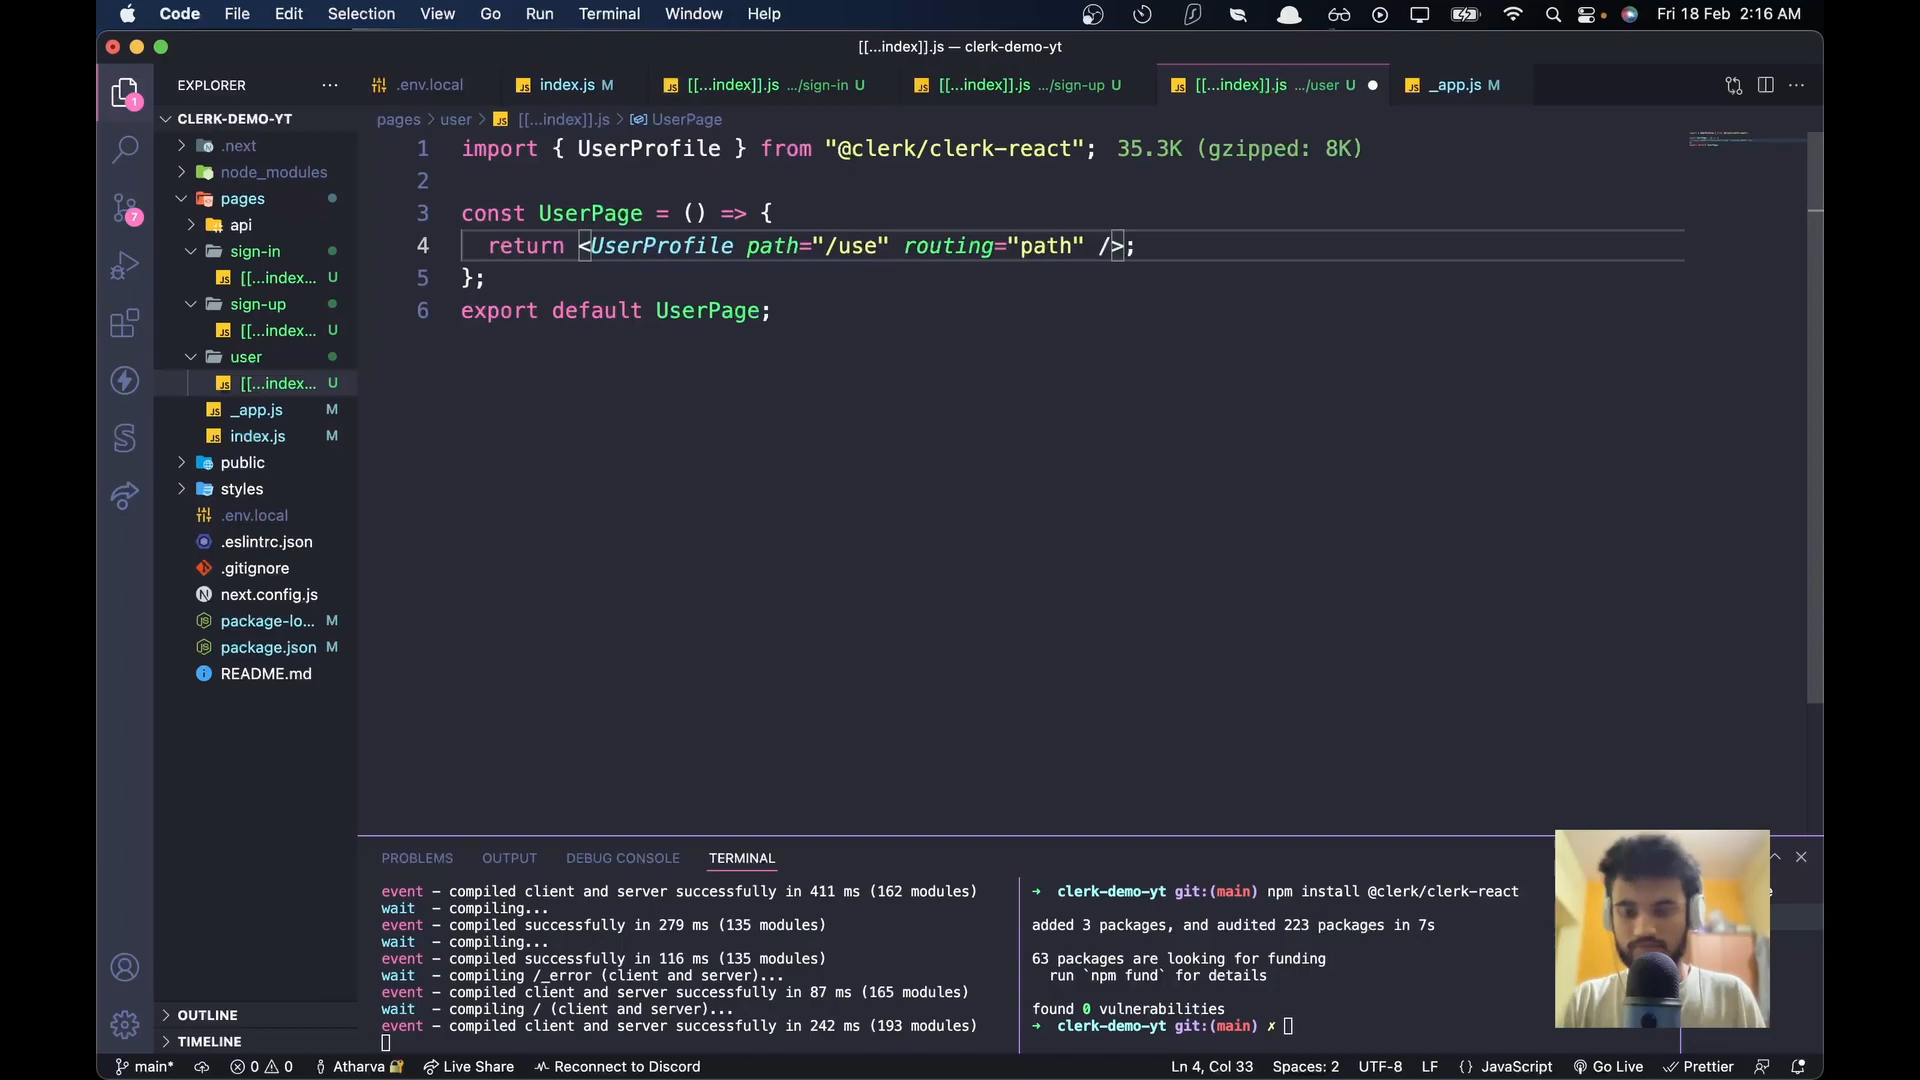 Code File Edit Selection View Go Run Terminal Window Help Fri 18 Feb 2:16 AM
[[...index]].js — clerk-demo-yt
EXPLORER
.env.local index.js M [[...index]].js .../sign-in U [[...index]].js .../sign-up U [[...index]].js .../user U _app.js M
CLERK-DEMO-YT
pages > user > [[...index]].js > UserPage
.next
node_modules
pages
api
sign-in
[[...index... U
sign-up
[[...index... U
user
[[...index... U
_app.js M
index.js M
public
styles
.env.local
.eslintrc.json
.gitignore
next.config.js
package-lo... M
package.json M
README.md
OUTLINE
TIMELINE
1
7
1 import { UserProfile } from "@clerk/clerk-react"; 35.3K (gzipped: 8K)
2
3 const UserPage = () => {
4 return <UserProfile path="/use" routing="path" />;
5 };
6 export default UserPage;
PROBLEMS OUTPUT DEBUG CONSOLE TERMINAL
event - compiled client and server successfully in 411 ms (162 modules)
wait - compiling...
event - compiled successfully in 279 ms (135 modules)
wait - compiling...
event - compiled successfully in 116 ms (135 modules)
wait - compiling /_error (client and server)...
event - compiled client and server successfully in 87 ms (165 modules)
wait - compiling / (client and server)...
event - compiled client and server successfully in 242 ms (193 modules)
➜ clerk-demo-yt git:(main) npm install @clerk/clerk-react
added 3 packages, and audited 223 packages in 7s
63 packages are looking for funding
run `npm fund` for details
found 0 vulnerabilities
➜ clerk-demo-yt git:(main) ✗
main* 0 0 Atharva Live Share Reconnect to Discord Ln 4, Col 33 Spaces: 2 UTF-8 LF {} JavaScript Go Live Prettier